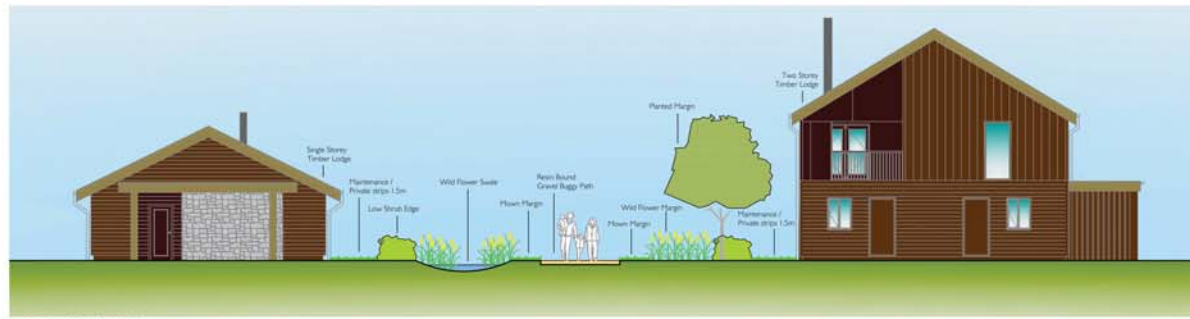 Single Storey
Timber Lodge
Maintenance /
Private strips 1.5m
Low Shrub Edge
Wild Flower Swale
Mown Margin
Resin Bound
Gravel Buggy Path
Mown Margin
Wild Flower Margin
Planted Margin
Maintenance /
Private strips 1.5m
Two Storey
Timber Lodge